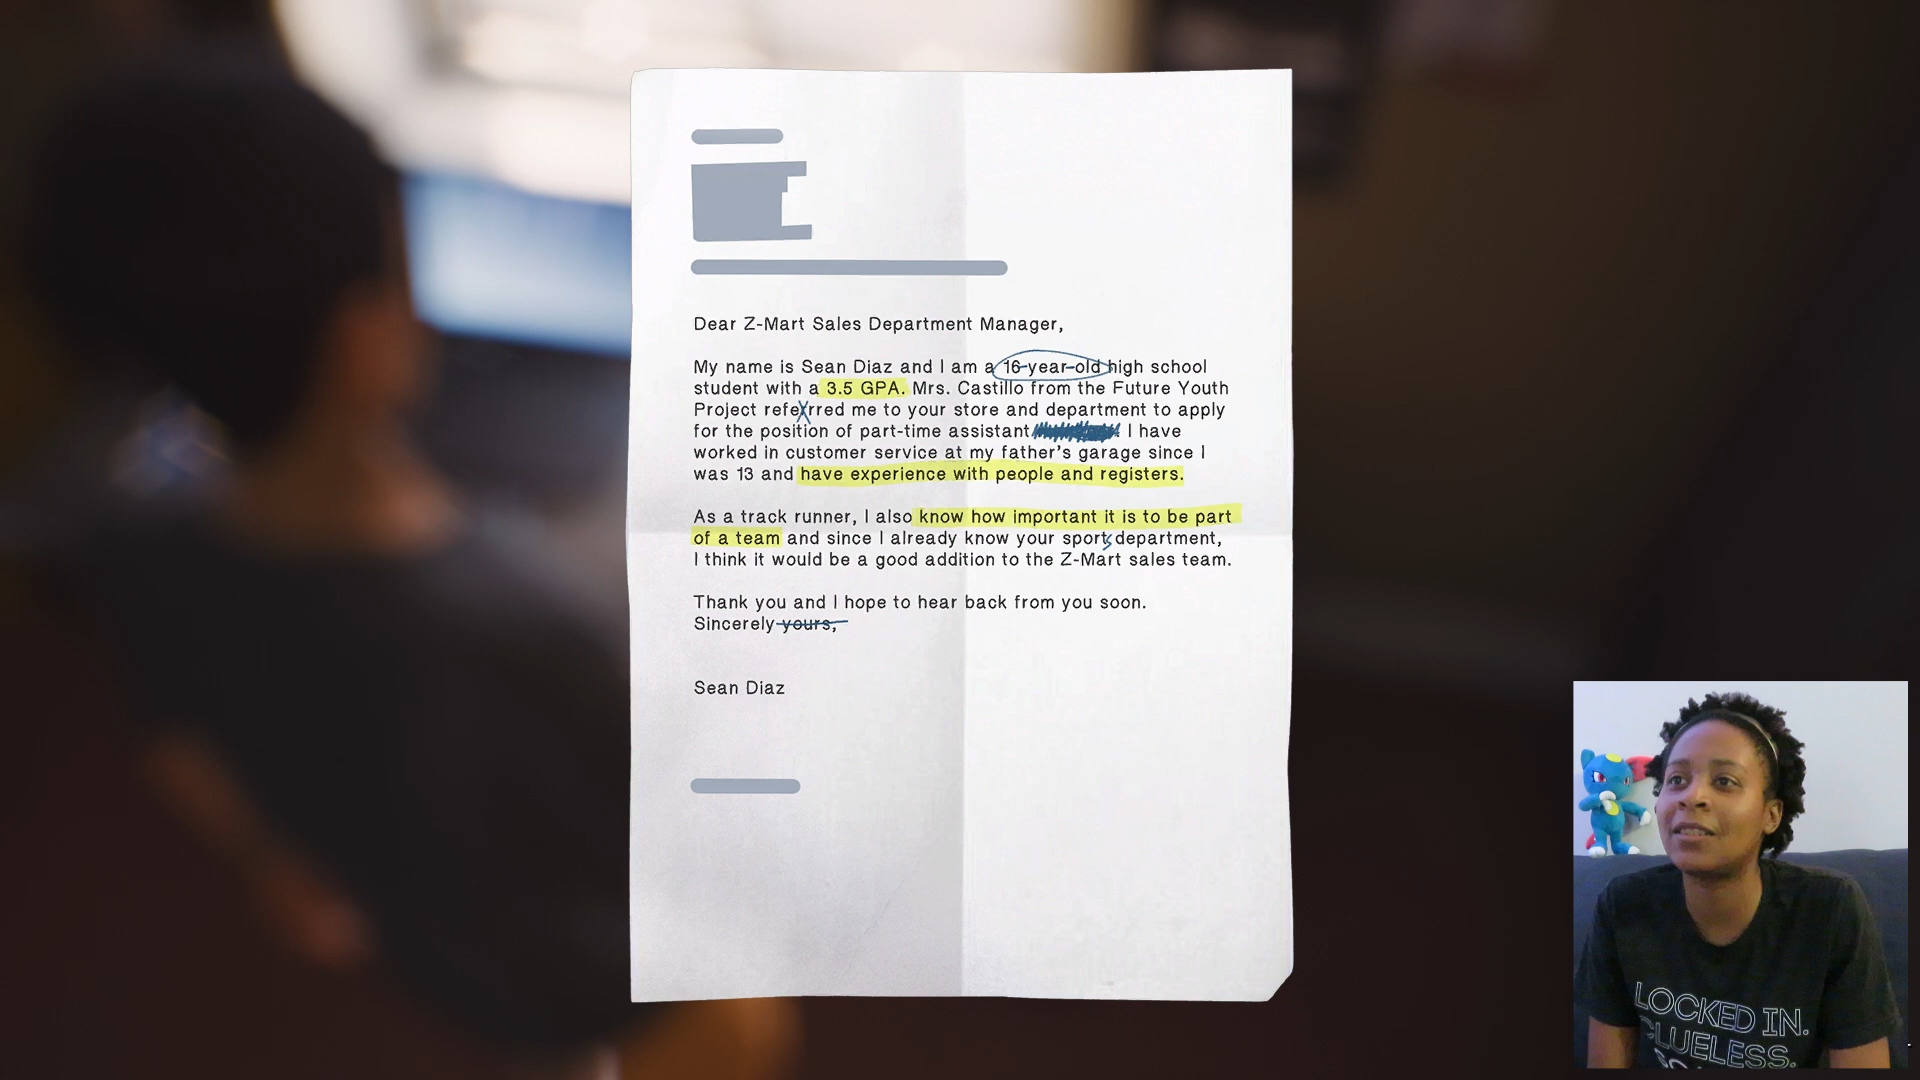 Dear Z-Mart Sales Department Manager,
My name is Sean Diaz and I am a 16-year-old high school
student with a 3.5 GPA. Mrs. Castillo from the Future Youth
Project referrred me to your store and department to apply
for the position of part-time assistant I have
worked in customer service at my father's garage since I
was 13 and have experience with people and registers.
As a track runner, I also know how important it is to be part
of a team and since I already know your sport department,
I think it would be a good addition to the Z-Mart sales team.
Thank you and I hope to hear back from you soon.
Sincerely yours,
Sean Diaz
LOCKED IN.
CLUELESS.